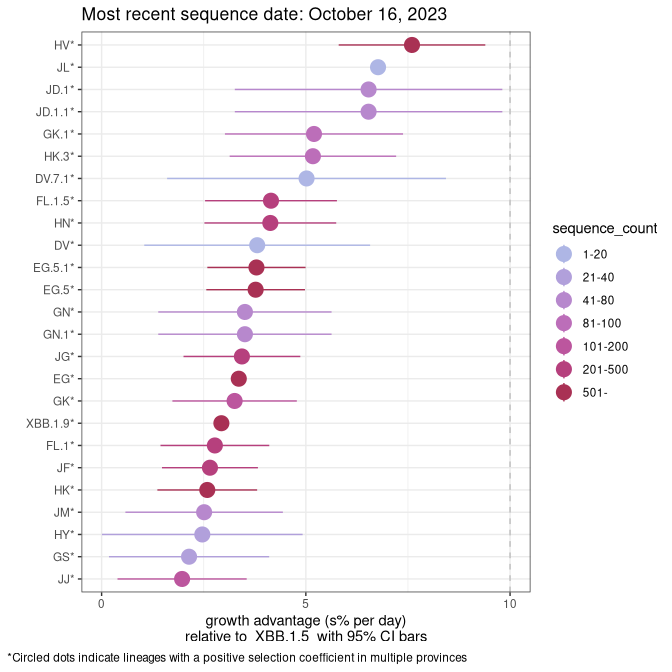 Most recent sequence date: October 16, 2023
HV*
JL*
JD.1*
JD.1.1*
GK.1*
HK.3*
DV.7.1*
FL.1.5*
HN*
DV*
EG.5.1*
EG.5*
GN*
GN.1*
JG*
EG*
GK*
XBB.1.9*
FL.1*
JF*
HK*
JM*
HY*
GS*
JJ*
0 5 10
growth advantage (s% per day)
relative to XBB.1.5 with 95% CI bars
sequence_count
1-20
21-40
41-80
81-100
101-200
201-500
501-
*Circled dots indicate lineages with a positive selection coefficient in multiple provinces